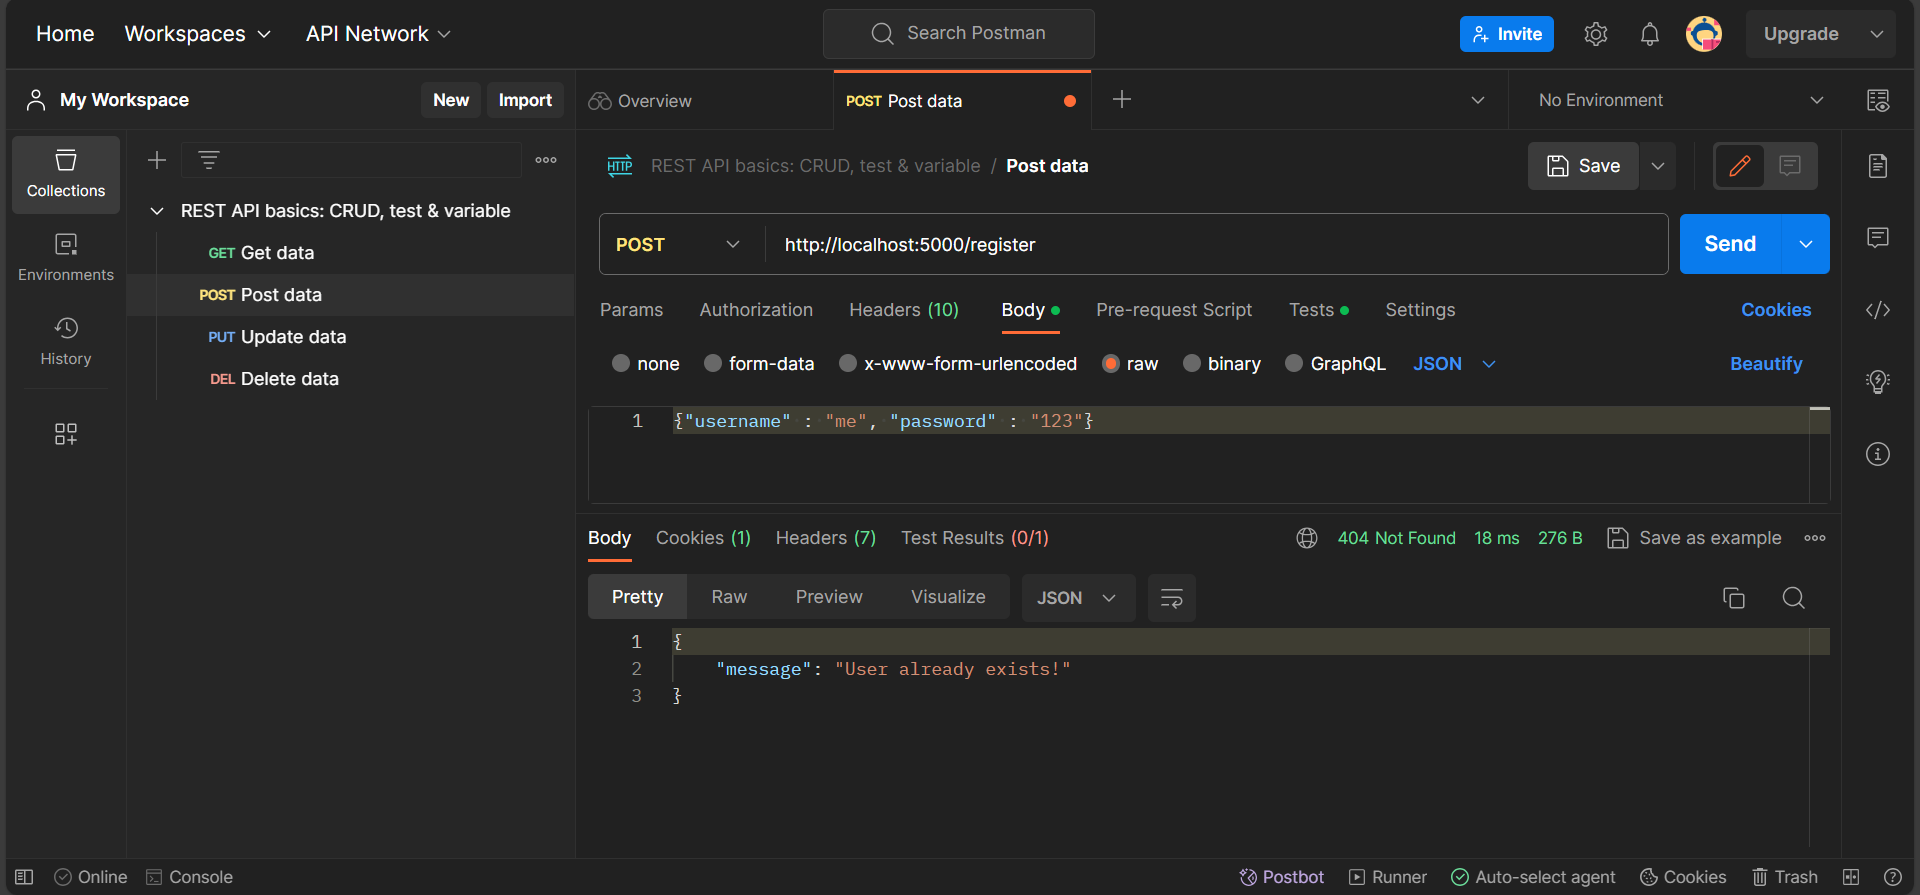 Home Workspaces API Network Search Postman Invite Upgrade
My Workspace New Import Overview POST Post data No Environment
Collections
Environments
History
REST API basics: CRUD, test & variable
GET Get data
POST Post data
PUT Update data
DEL Delete data
HTTP REST API basics: CRUD, test & variable / Post data Save
POST http://localhost:5000/register Send
Params Authorization Headers (10) Body Pre-request Script Tests Settings Cookies
none form-data x-www-form-urlencoded raw binary GraphQL JSON Beautify
1 {"username" : "me", "password" : "123"}
Body Cookies (1) Headers (7) Test Results (0/1) 404 Not Found 18 ms 276 B Save as example
Pretty Raw Preview Visualize JSON
1 {
2 "message": "User already exists!"
3 }
Online Console Postbot Runner Auto-select agent Cookies Trash